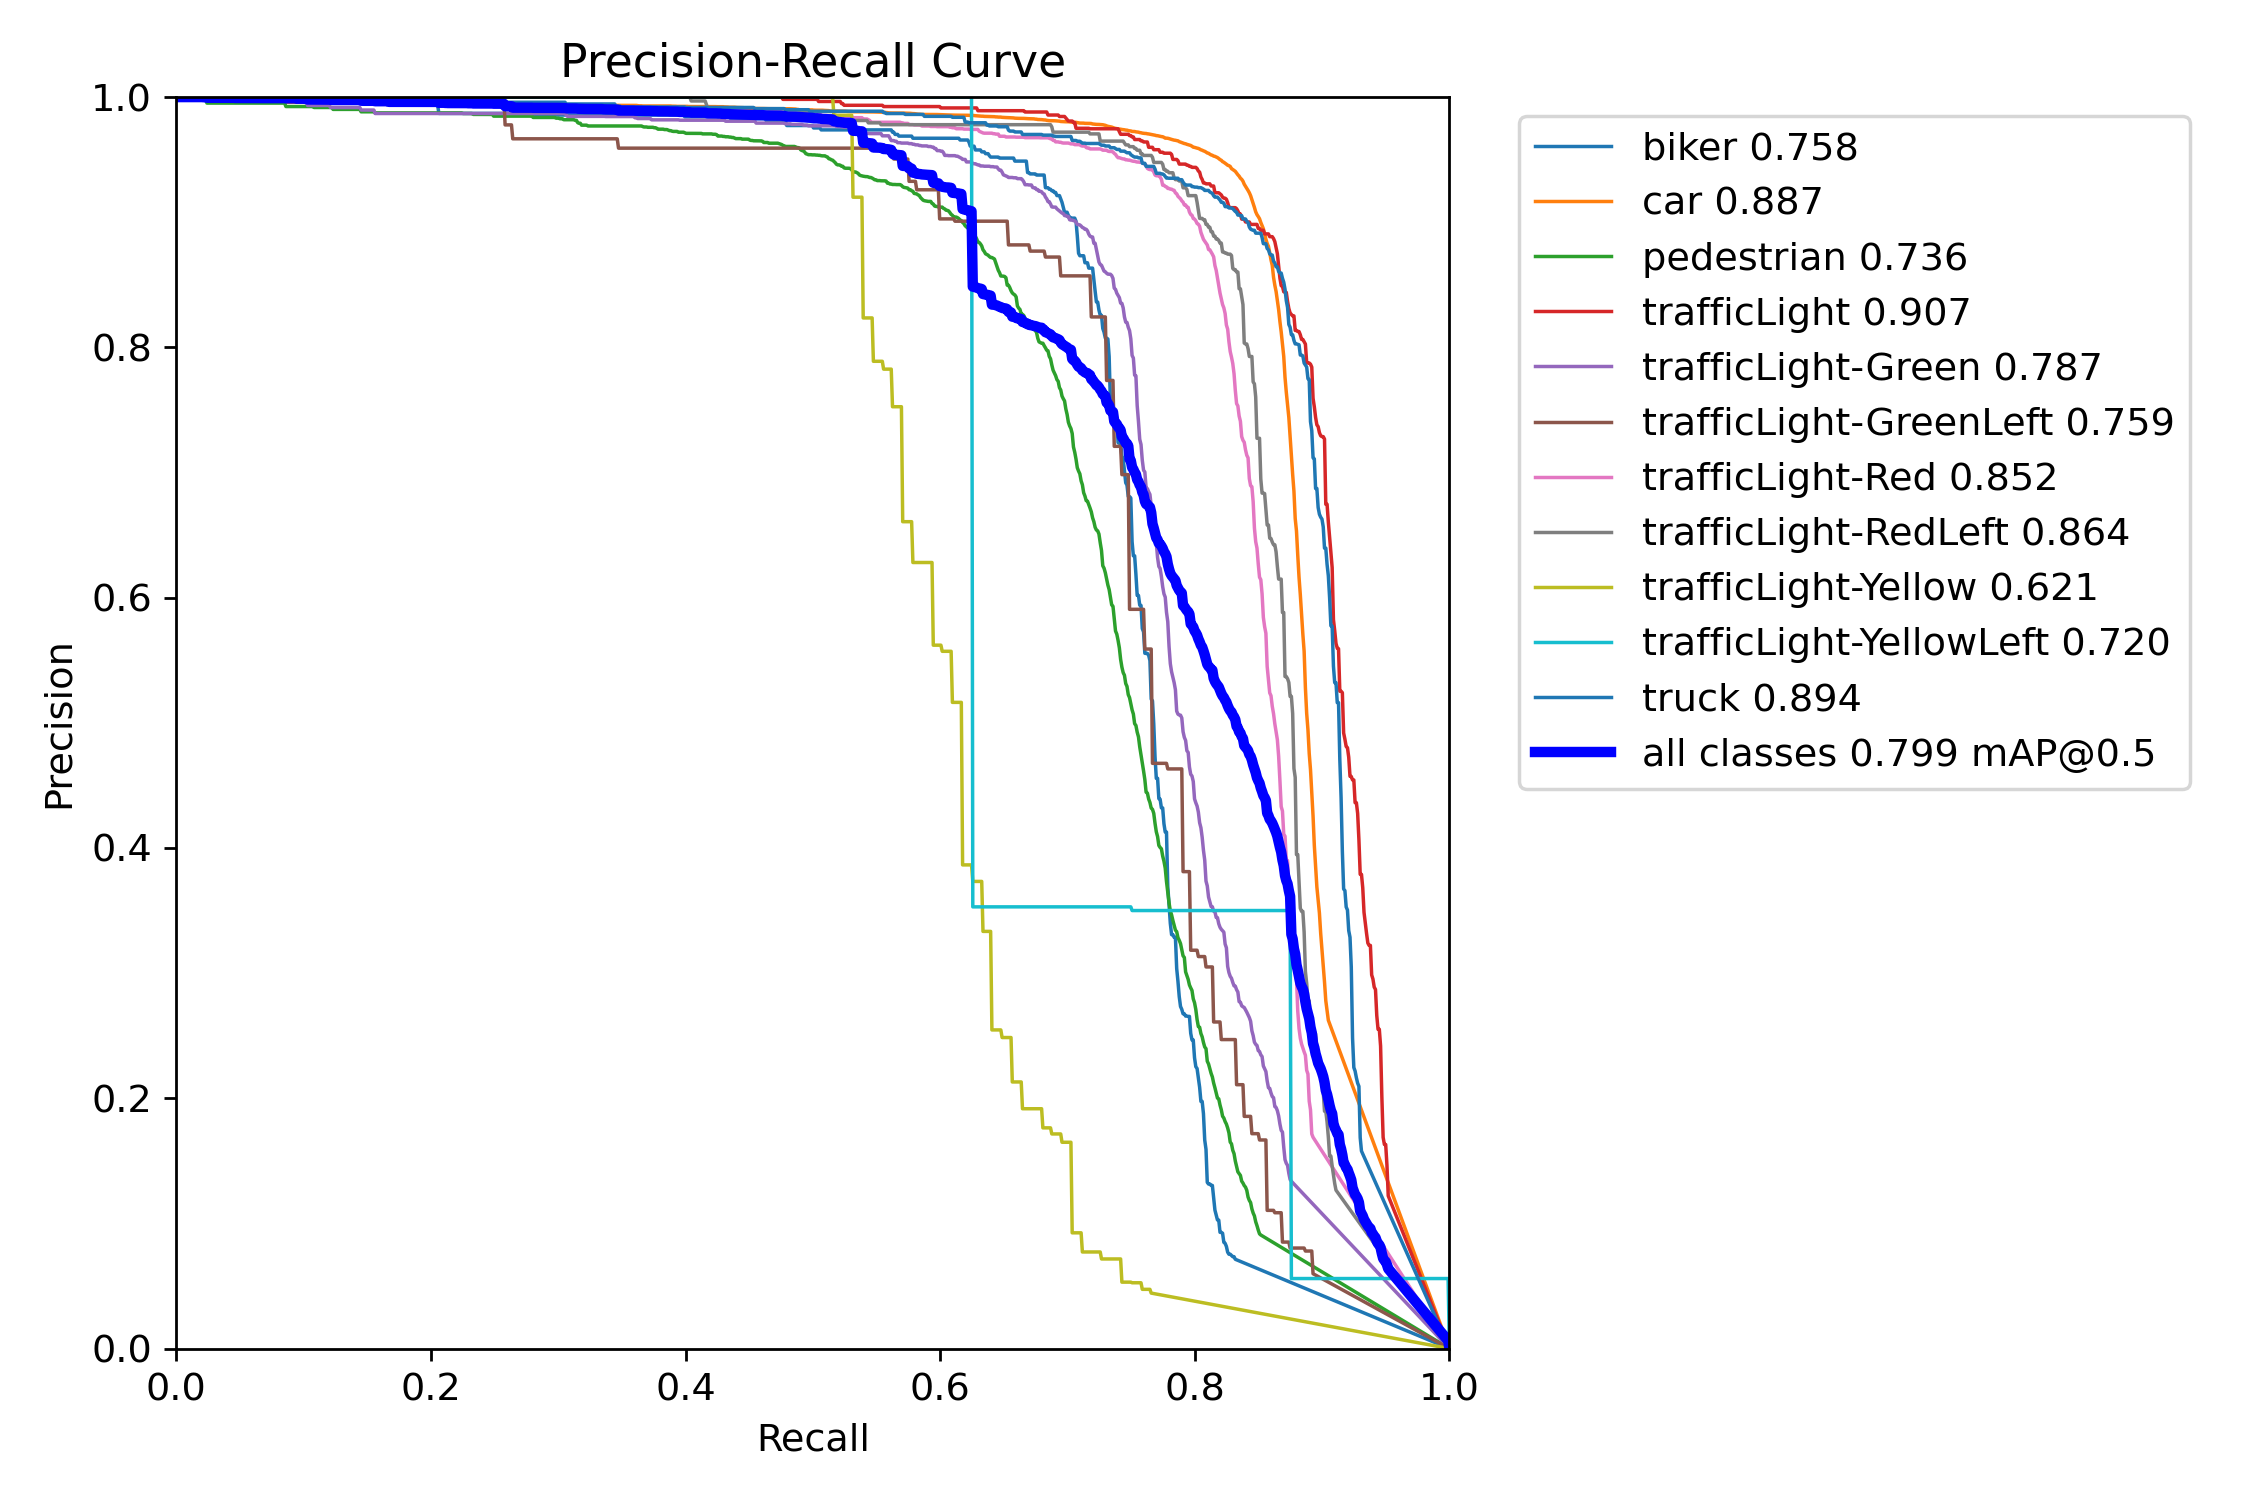 Precision-Recall Curve
1.0
0.8
0.6
0.4
0.2
0.0
Precision
0.0 0.2 0.4 0.6 0.8 1.0
Recall
biker 0.758
car 0.887
pedestrian 0.736
trafficLight 0.907
trafficLight-Green 0.787
trafficLight-GreenLeft 0.759
trafficLight-Red 0.852
trafficLight-RedLeft 0.864
trafficLight-Yellow 0.621
trafficLight-YellowLeft 0.720
truck 0.894
all classes 0.799 mAP@0.5